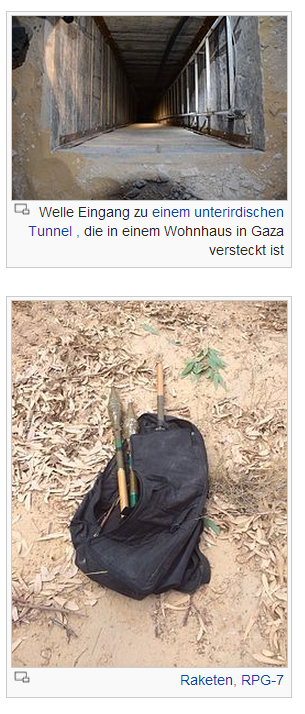 Welle Eingang zu einem unterirdischen
Tunnel , die in einem Wohnhaus in Gaza
versteckt ist
Raketen, RPG-7